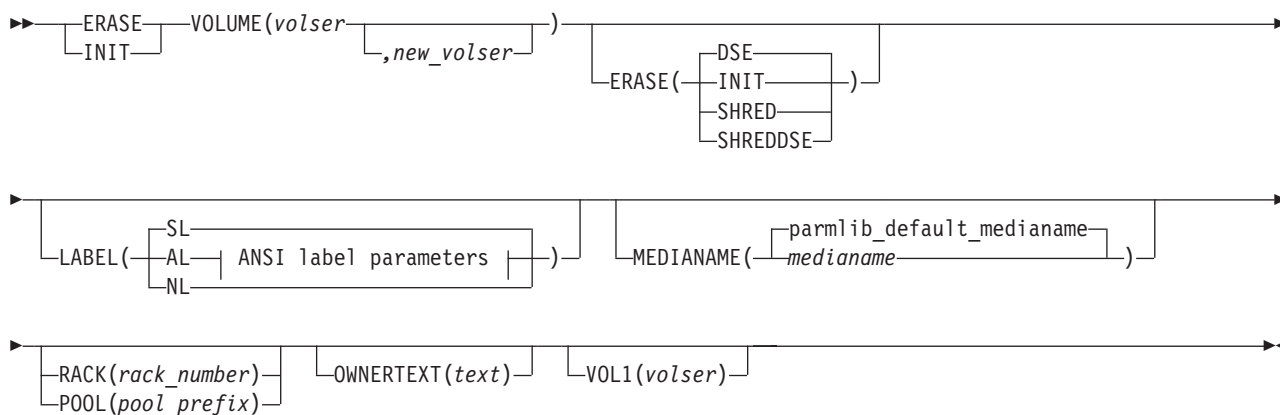 ERASE VOLUME(volser ,new_volser )
INIT
ERASE( DSE )
INIT
SHRED
SHREDDSE
LABEL( SL )
AL ANSI label parameters
NL
MEDIANAME( parmlib_default_medianame )
medianame
RACK(rack_number)
POOL(pool prefix)
OWNERTEXT(text)
VOL1(volser)